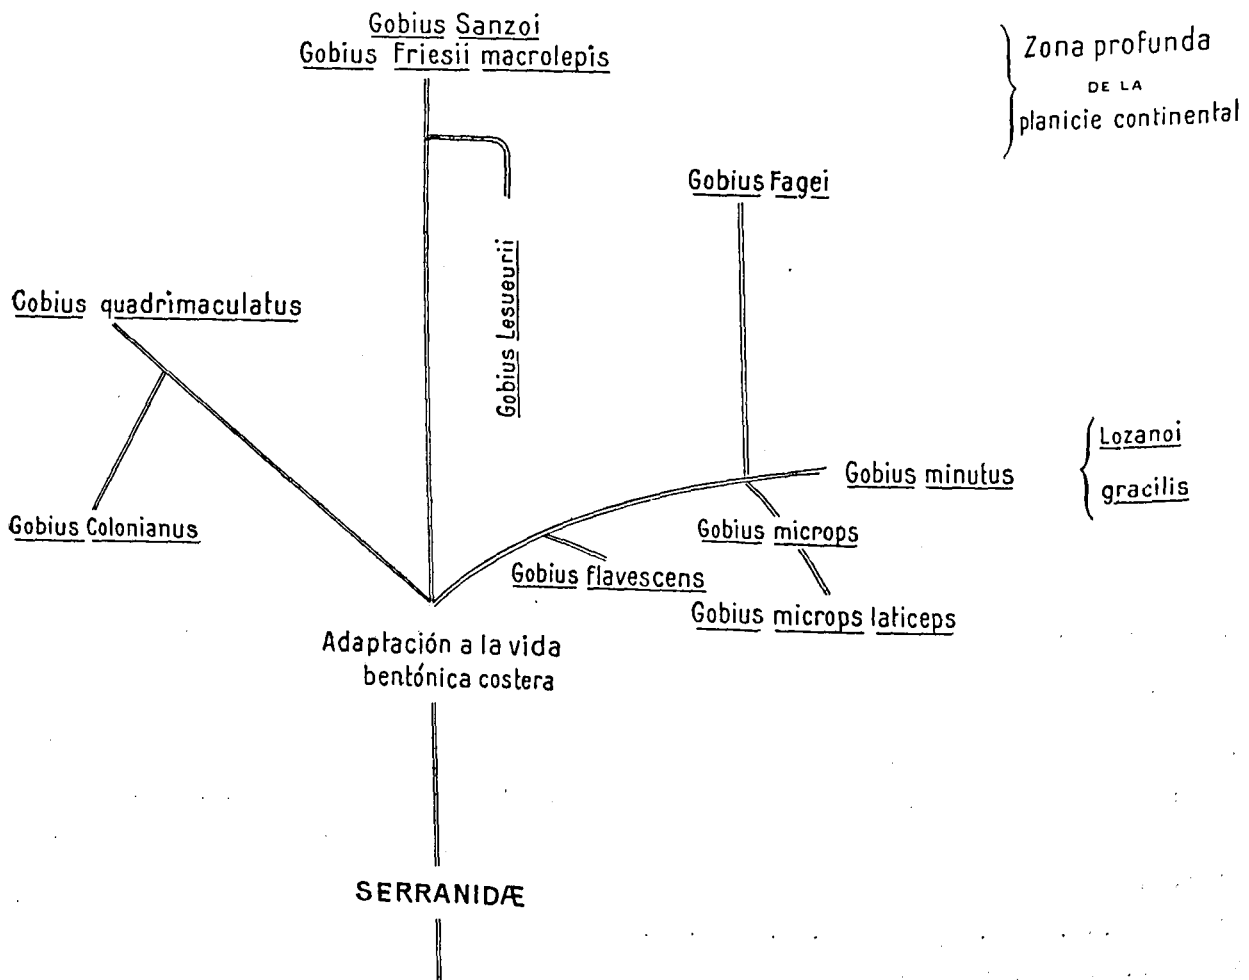 Gobius Sanzoi
Gobius Friesii macrolepis
Zona profunda
DE LA
planicie continental
Gobius Fagei
Gobius Lesueurii
Gobius quadrimaculatus
Gobius minutus
Lozanoi
gracilis
Gobius Colonianus
Gobius microps
Gobius flavescens
Gobius microps laticeps
Adaptación a la vida
bentónica costera
SERRANIDÆ